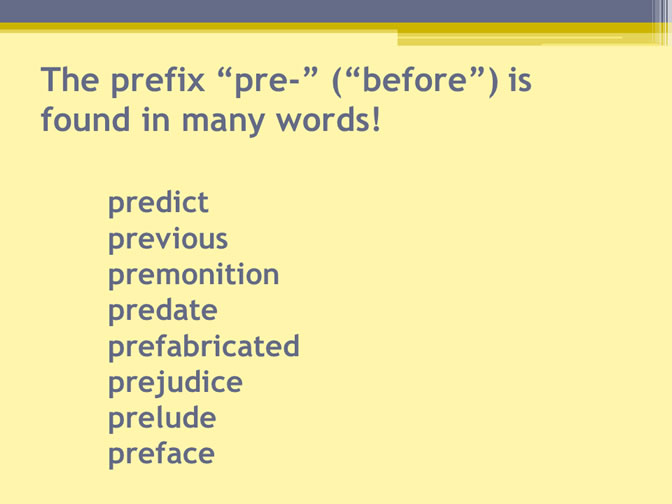 The prefix “pre-” (“before”) is
found in many words!
predict
previous
premonition
predate
prefabricated
prejudice
prelude
preface